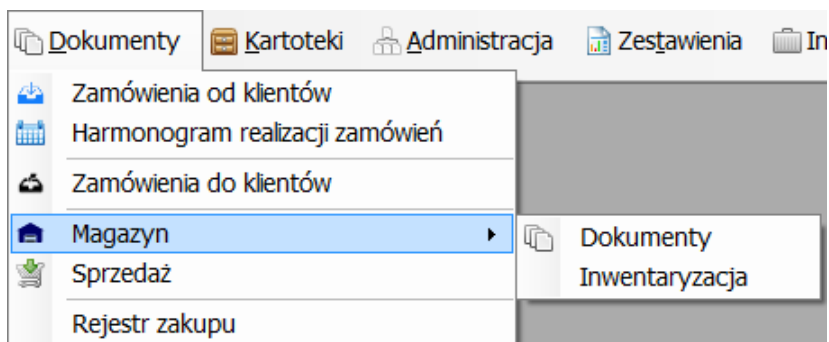 Dokumenty Kartoteki Administracja Zestawienia In
Zamówienia od klientów
Harmonogram realizacji zamówień
Zamówienia do klientów
Magazyn
Dokumenty
Sprzedaż
Inwentaryzacja
Rejestr zakupu